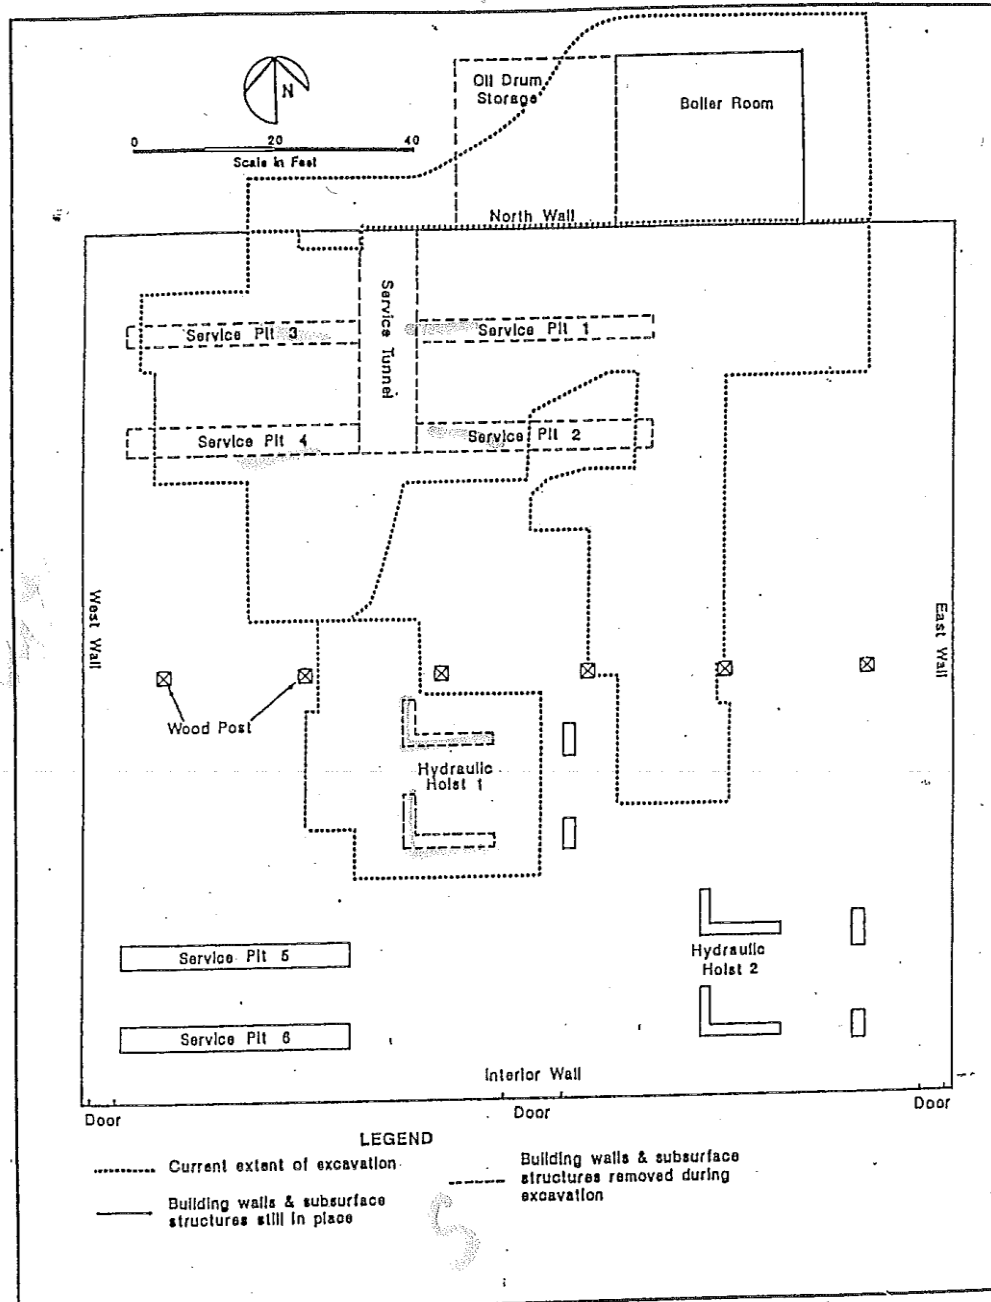 N
0 20 40
Scale in Feet
Oil Drum
Storage
Boiler Room
North Wall
Service Tunnel
Service Pit 3
Service Pit 1
Service Pit 4
Service Pit 2
West Wall
East Wall
Wood Post
Hydraulic
Hoist 1
Service Pit 5
Hydraulic
Hoist 2
Service Pit 6
Interior Wall
Door
Door
Door
LEGEND
Current extent of excavation
Building walls & subsurface
structures still in place
Building walls & subsurface
structures removed during
excavation
5